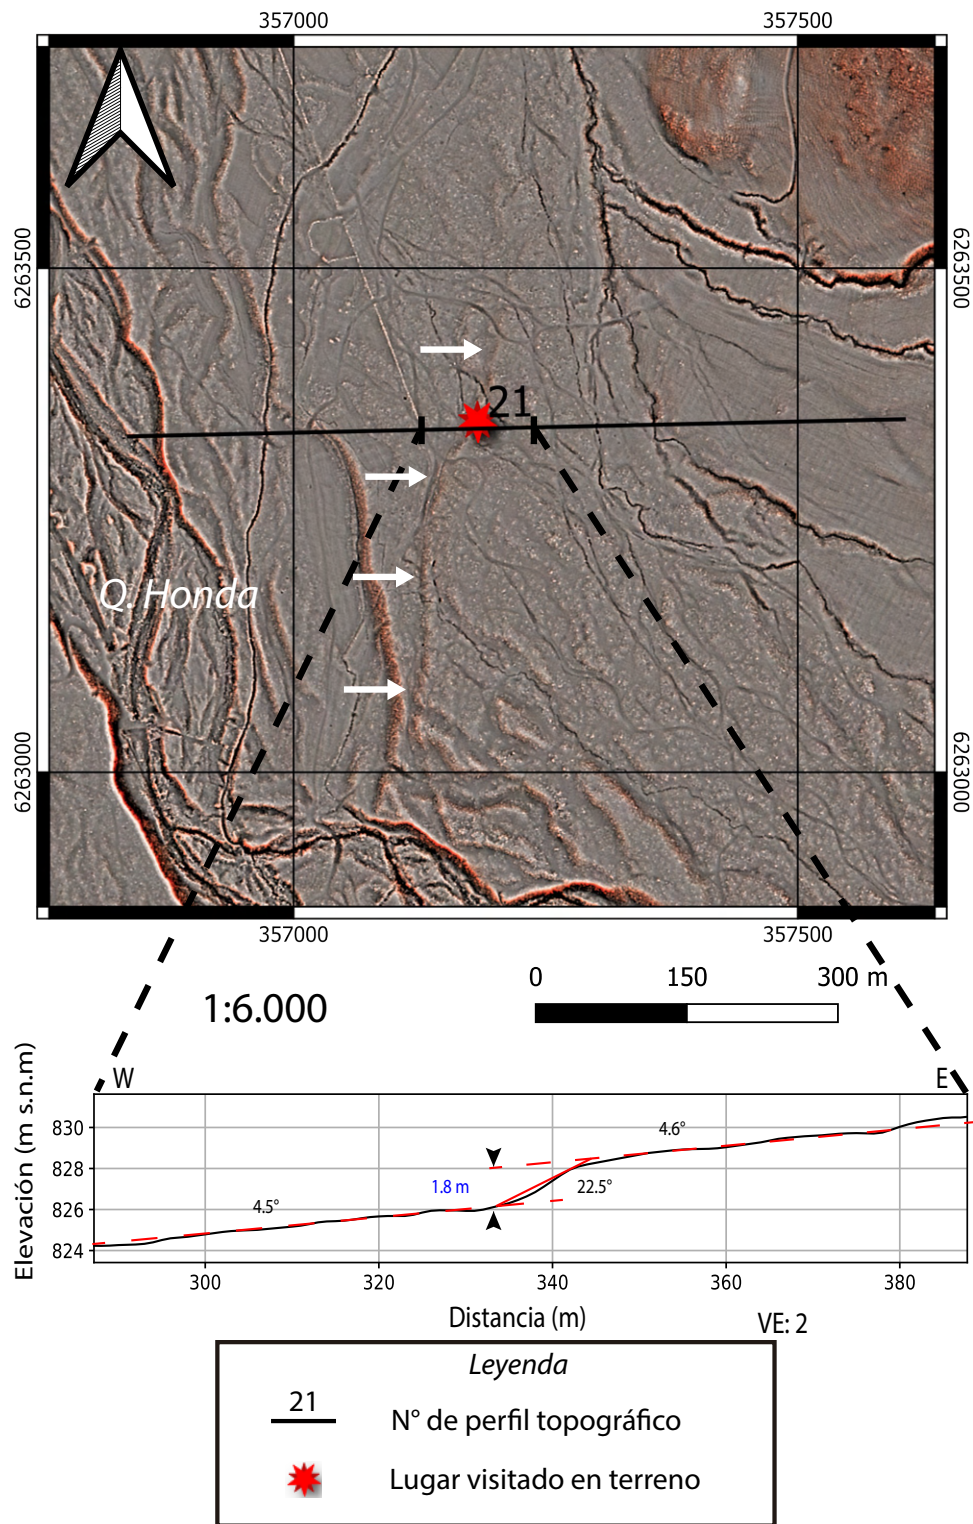 357000 357500
6263500 6263500
21
Q. Honda
6263000 6263000
357000 357500
0 150 300 m
1:6.000
W E
Elevación (m s.n.m)
830
828
826
824
4.6°
1.8 m
22.5°
4.5°
300 320 340 360 380
Distancia (m)
VE: 2
Leyenda
21
N° de perfil topográfico
Lugar visitado en terreno